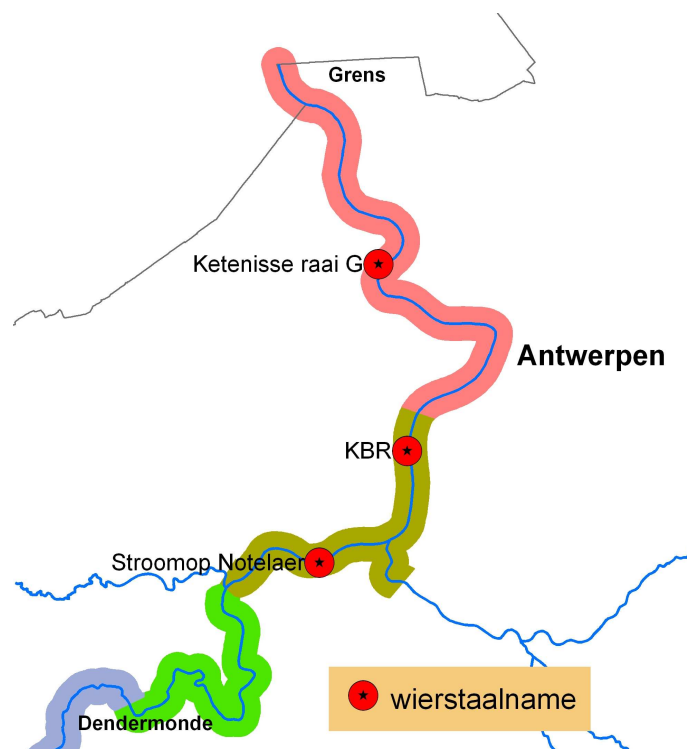 Grens
Ketenisse raai G
Antwerpen
KBR
Stroomop Notelaer
wierstaalname
Dendermonde